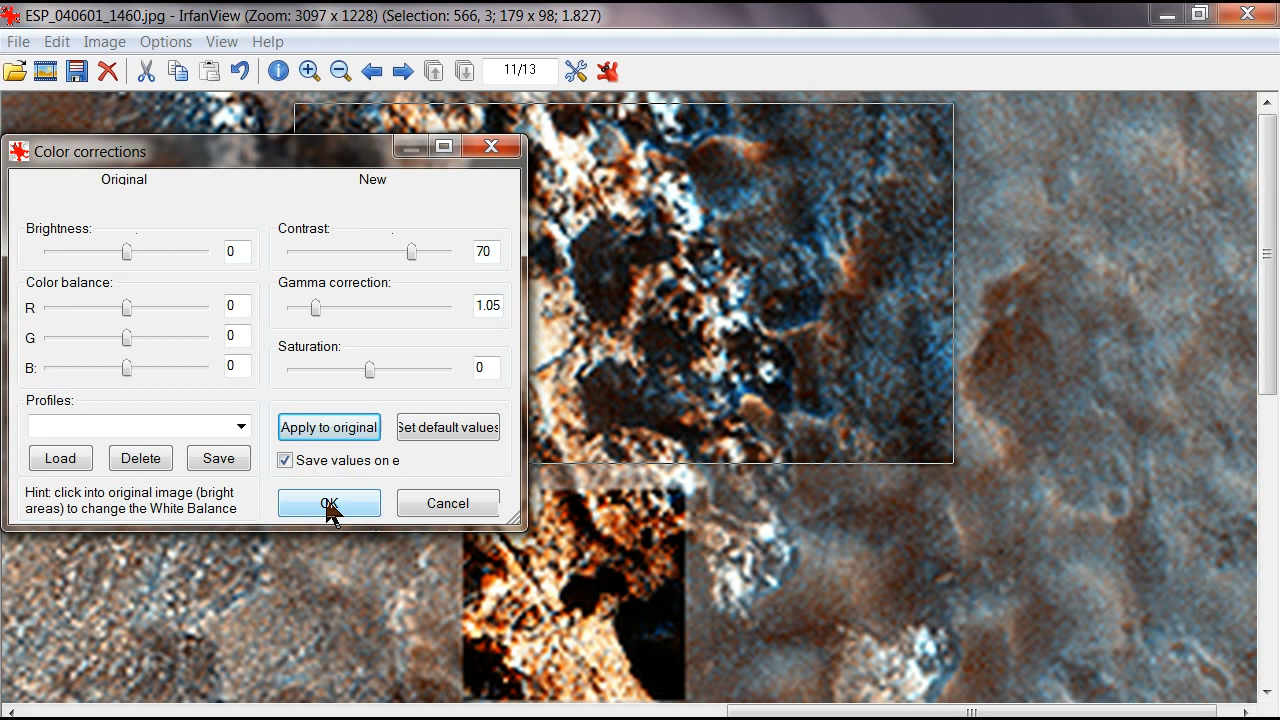 ESP_040601_1460.jpg - IrfanView (Zoom: 3097 x 1228) (Selection: 566, 3; 179 x 98; 1.827)
File Edit Image Options View Help
11/13
Color corrections
Original New
Brightness: Contrast:
0 70
Color balance: Gamma correction:
R 0 1.05
G 0
Saturation:
B: 0 0
Profiles:
Apply to original Set default values
Load Delete Save Save values on e
Hint: click into original image (bright
areas) to change the White Balance
OK Cancel